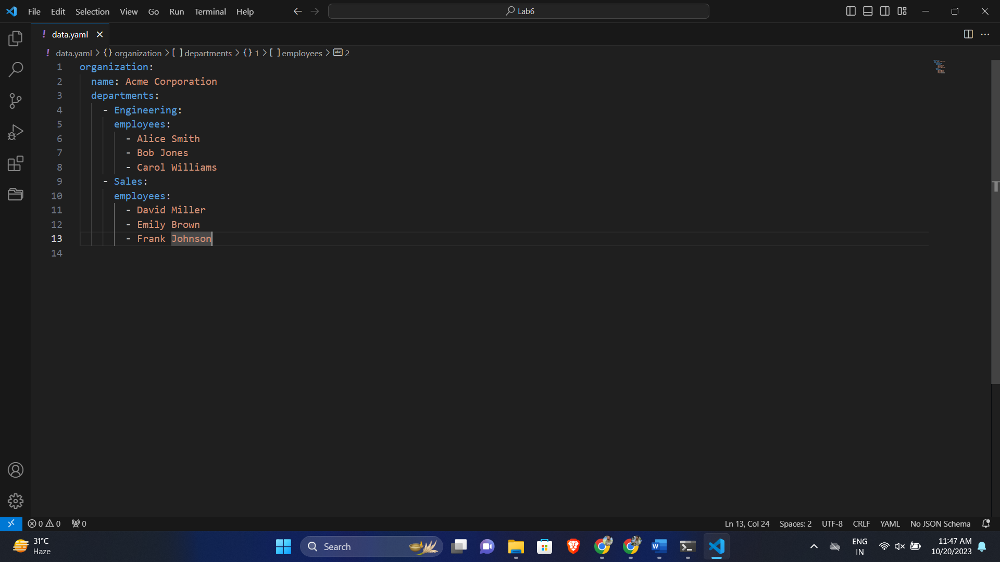 File Edit Selection View Go Run Terminal Help Lab6
! data.yaml
! data.yaml > {} organization > [ ] departments > {} 1 > [ ] employees > abc 2
1 organization:
2   name: Acme Corporation
3   departments:
4     - Engineering:
5       employees:
6         - Alice Smith
7         - Bob Jones
8         - Carol Williams
9     - Sales:
10       employees:
11         - David Miller
12         - Emily Brown
13         - Frank Johnson
14
0 0 0 Ln 13, Col 24 Spaces: 2 UTF-8 CRLF YAML No JSON Schema
31°C
Haze
Search
W
ENG
IN
11:47 AM
10/20/2023